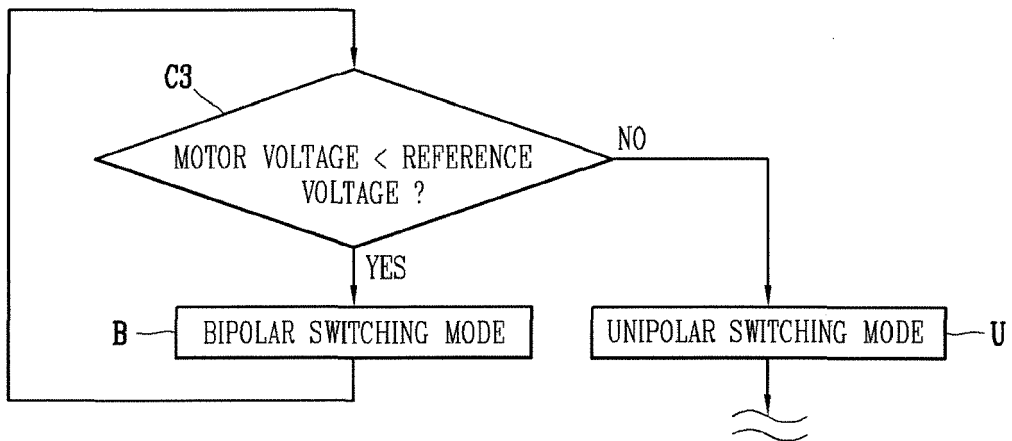 C3
MOTOR VOLTAGE < REFERENCE
VOLTAGE ?
NO
YES
B
BIPOLAR SWITCHING MODE
UNIPOLAR SWITCHING MODE
U